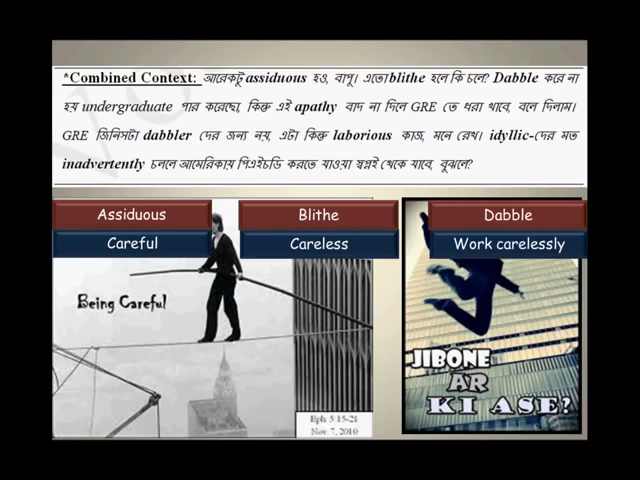 *Combined Context: আরেকটু assiduous হও, বাপু। এতো blithe হলে কি চলে? Dabble করে না
হয় undergraduate পার করেছো, কিন্তু এই apathy বাদ না দিলে GRE তে ধরা খাবে, বলে দিলাম।
GRE জিনিসটা dabbler দের জন্য নয়, এটা কিন্তু laborious কাজ, মনে রেখ। idyllic-দের মত
inadvertently চললে আমেরিকায় পিএইচডি করতে যাওয়া স্বপ্নই থেকে যাবে, বুঝলে?
Assiduous
Blithe
Dabble
Careful
Careless
Work carelessly
Being Careful
JIBONE
AR
KI ASE?
Eph 5:15-21
Nov. 7, 2010